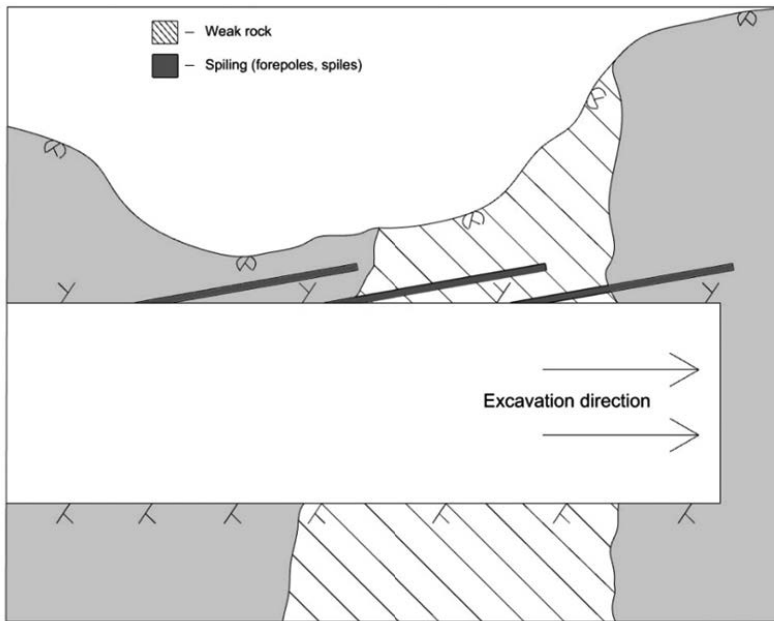 – Weak rock
– Spiling (forepoles, spiles)
Excavation direction